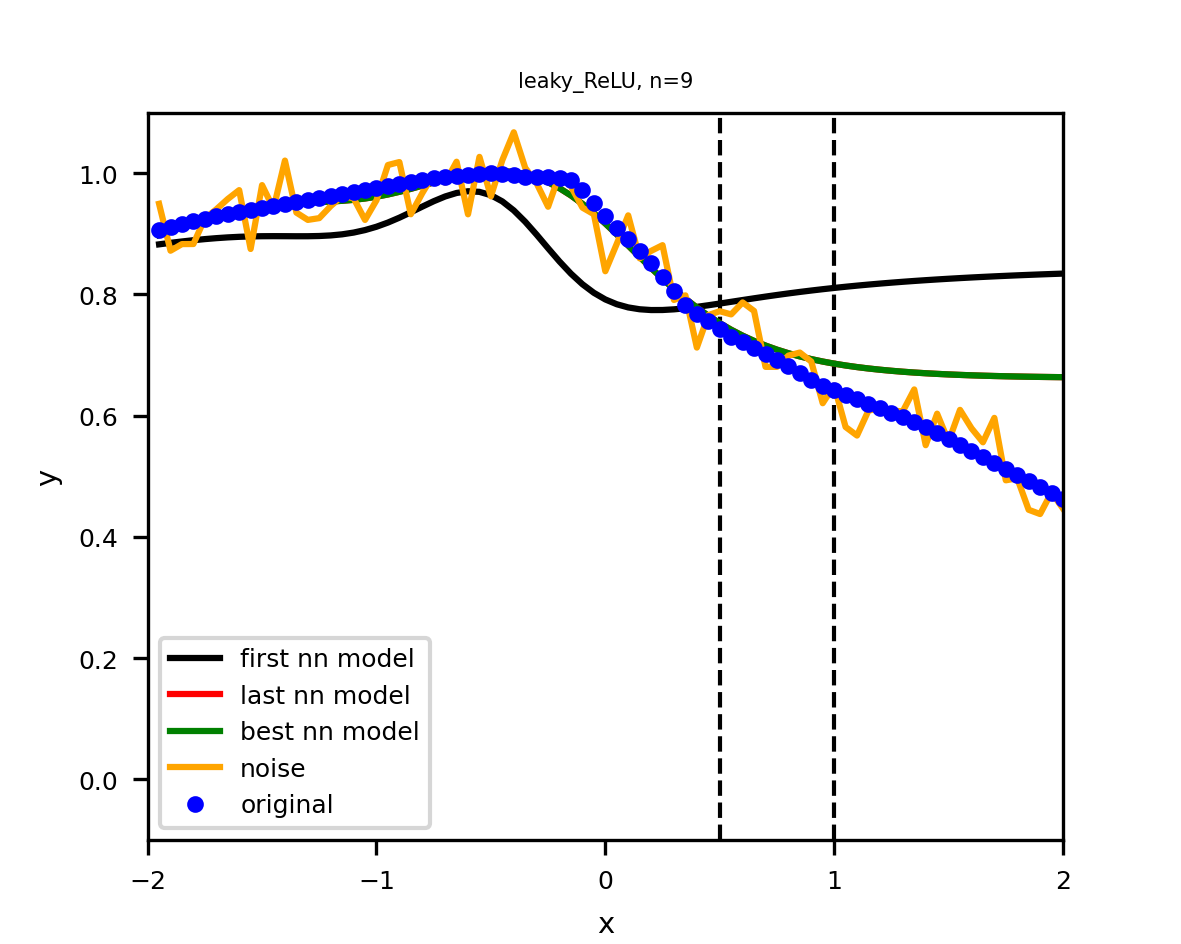 leaky_ReLU, n=9
1.0
0.8
0.6
0.4
0.2
0.0
y
first nn model
last nn model
best nn model
noise
original
−2
−1
0
1
2
x